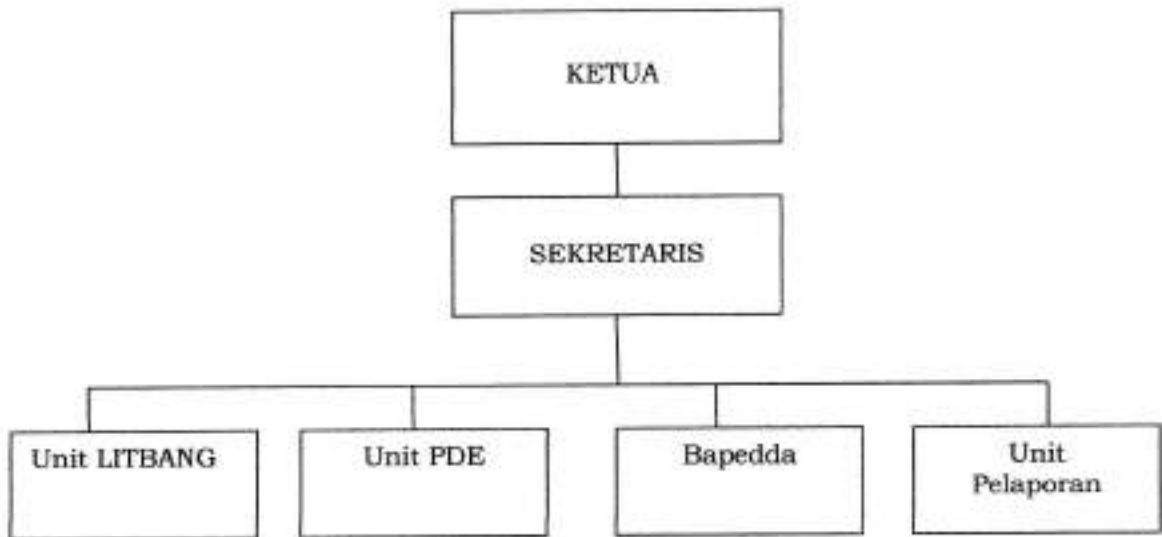 KETUA
SEKRETARIS
Unit LITBANG
Unit PDE
Bapedda
Unit
Pelaporan